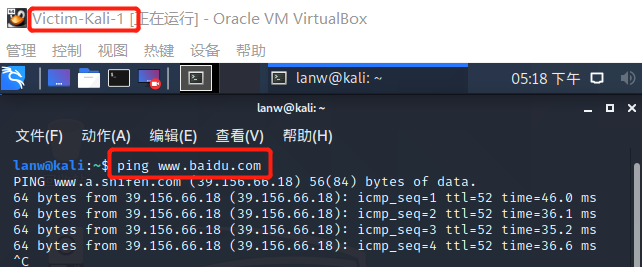 Victim-Kali-1 [正在运行] - Oracle VM VirtualBox
管理 控制 视图 热键 设备 帮助
lanw@kali: ~ 05:18 下午
lanw@kali:~
文件(F) 动作(A) 编辑(E) 查看(V) 帮助(H)
lanw@kali:~$ ping www.baidu.com
PING www.a.shifen.com (39.156.66.18) 56(84) bytes of data.
64 bytes from 39.156.66.18 (39.156.66.18): icmp_seq=1 ttl=52 time=46.0 ms
64 bytes from 39.156.66.18 (39.156.66.18): icmp_seq=2 ttl=52 time=36.1 ms
64 bytes from 39.156.66.18 (39.156.66.18): icmp_seq=3 ttl=52 time=35.2 ms
64 bytes from 39.156.66.18 (39.156.66.18): icmp_seq=4 ttl=52 time=36.6 ms
^C